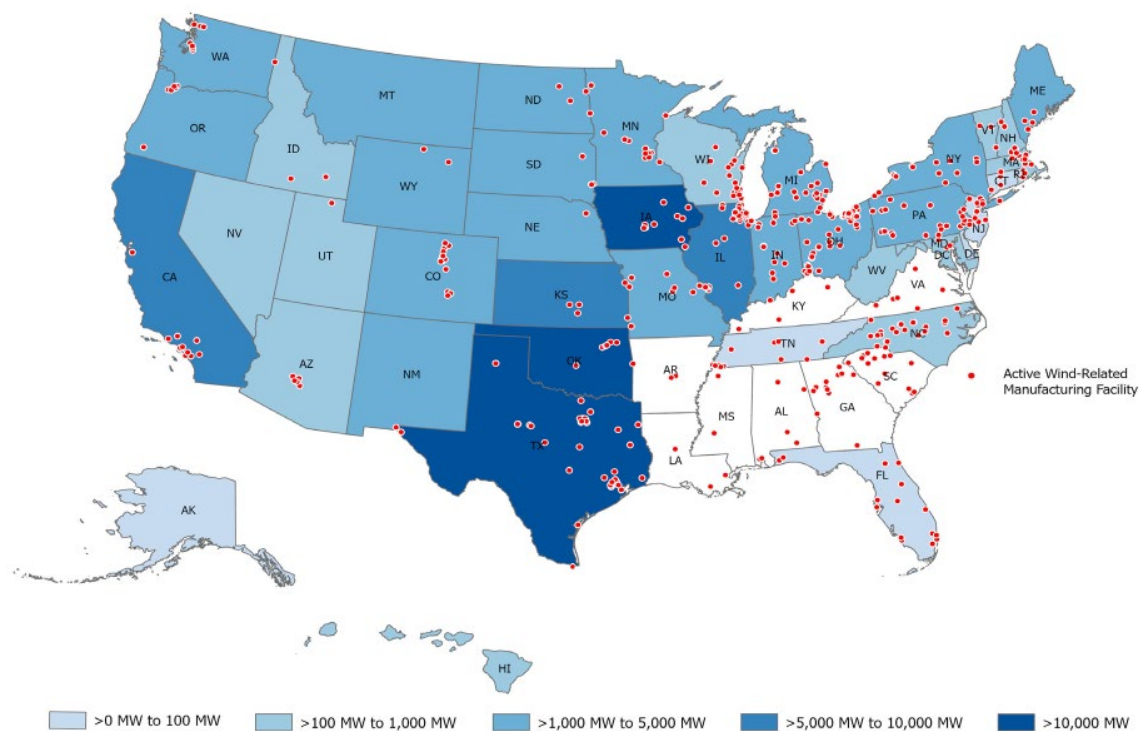 WA
MT
ND
MN
ME
VT
NH
OR
ID
SD
WI
NY
MA
CT
RI
WY
MI
IA
NE
PA
NJ
NV
UT
IL
IN
OH
MD
DE
DC
CA
CO
KS
MO
WV
VA
KY
AZ
NM
OK
AR
TN
NC
SC
MS
AL
GA
TX
LA
FL
Active Wind-Related
Manufacturing Facility
AK
HI
>0 MW to 100 MW
>100 MW to 1,000 MW
>1,000 MW to 5,000 MW
>5,000 MW to 10,000 MW
>10,000 MW